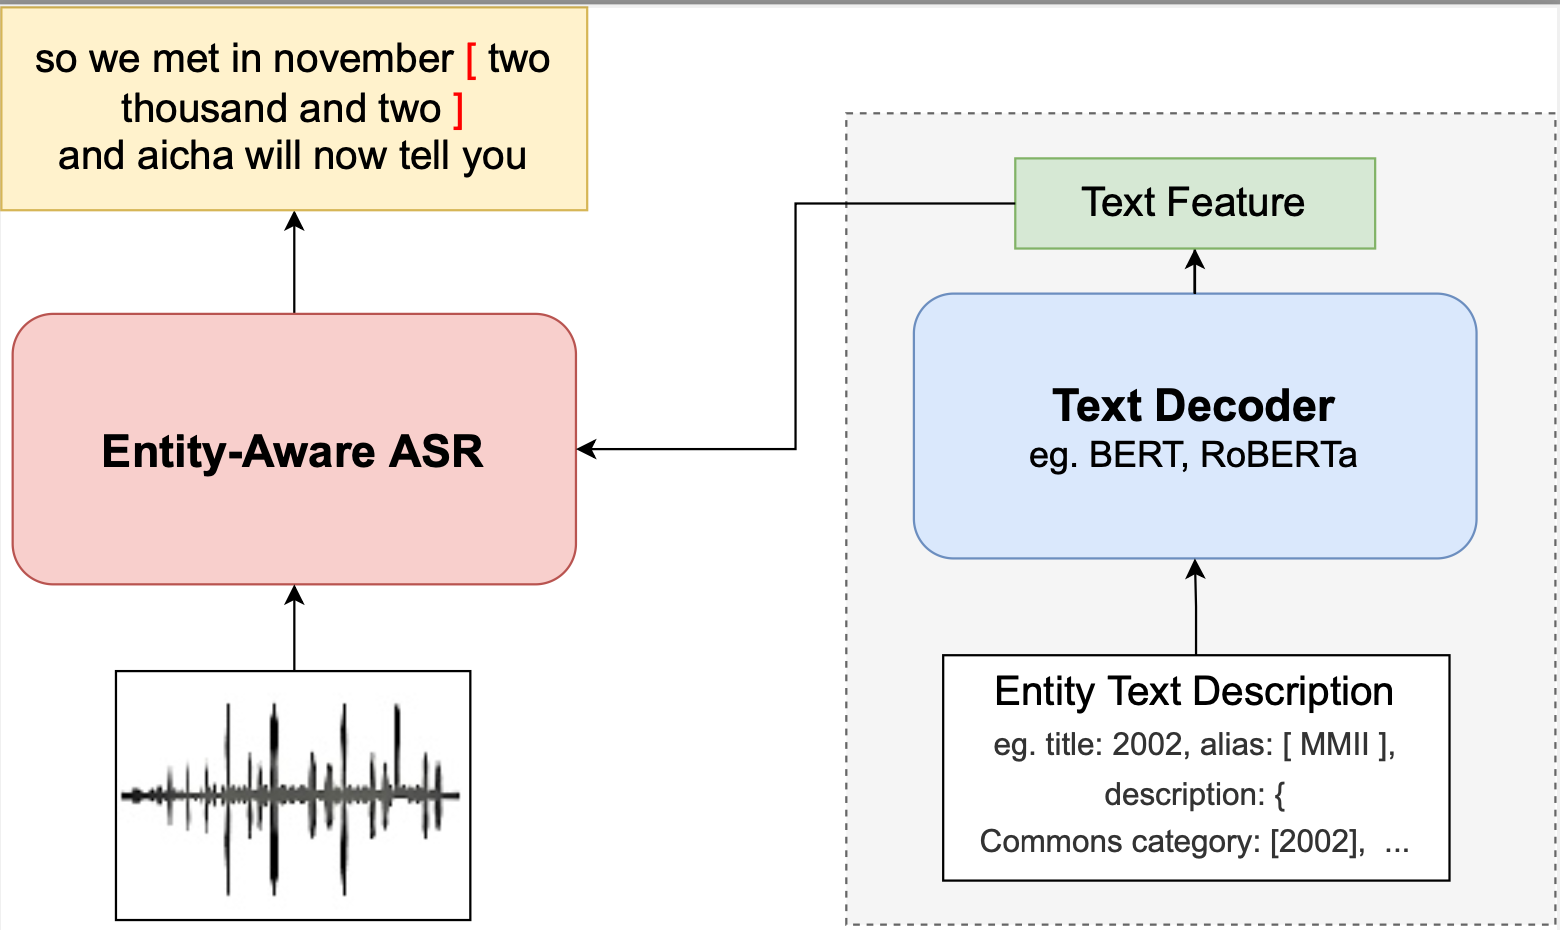 so we met in november [ two
thousand and two ]
and aicha will now tell you
Entity-Aware ASR
Text Feature
Text Decoder
eg. BERT, RoBERTa
Entity Text Description
eg. title: 2002, alias: [ MMII ],
description: {
Commons category: [2002], ...